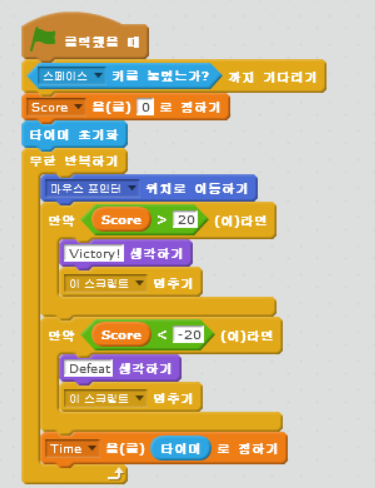 클릭했을 때
스페이스 키를 눌렀는가? 까지 기다리기
Score 을(를) 0 로 정하기
타이머 초기화
무한 반복하기
마우스 포인터 위치로 이동하기
만약 Score > 20 (이)라면
Victory! 생각하기
이 스크립트 멈추기
만약 Score < -20 (이)라면
Defeat 생각하기
이 스크립트 멈추기
Time 을(를) 타이머 로 정하기